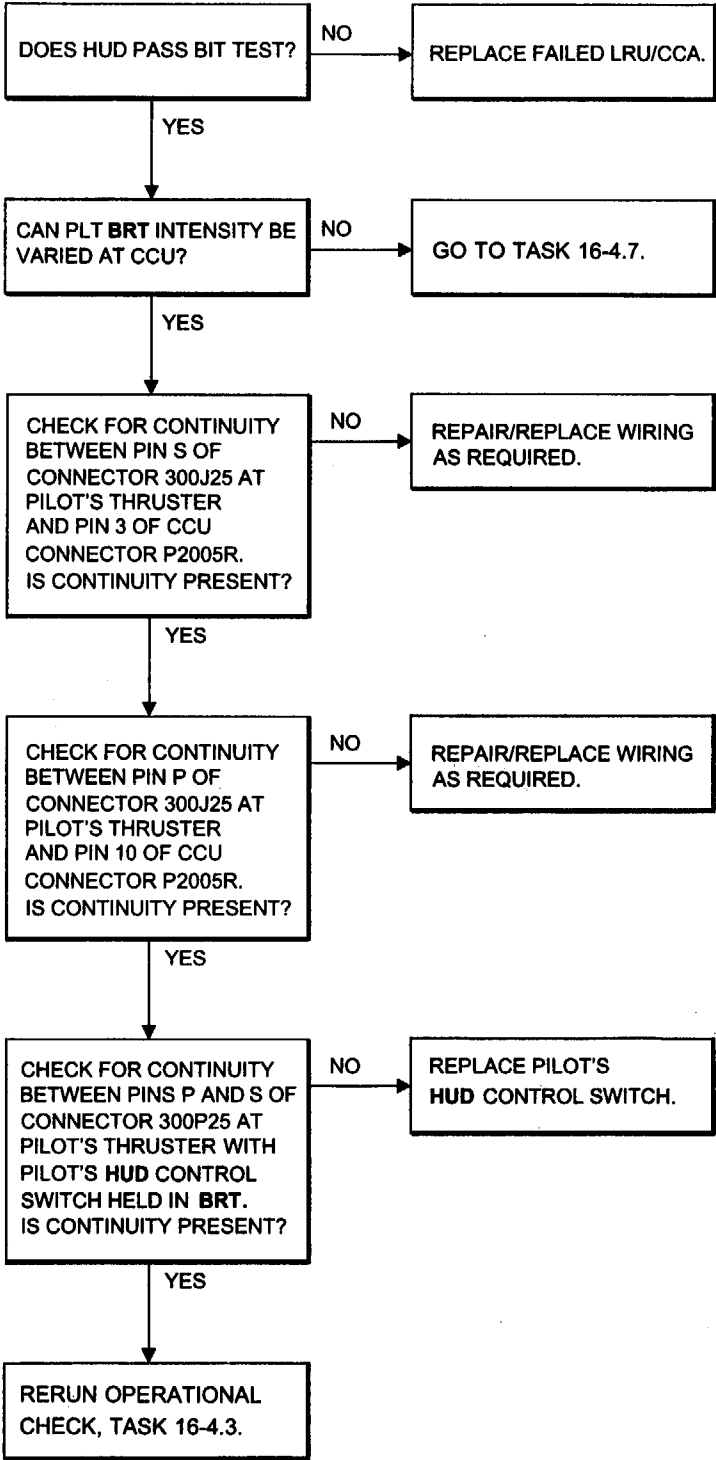 DOES HUD PASS BIT TEST?
NO
REPLACE FAILED LRU/CCA.
YES
CAN PLT BRT INTENSITY BE
VARIED AT CCU?
NO
GO TO TASK 16-4.7.
YES
CHECK FOR CONTINUITY
BETWEEN PIN S OF
CONNECTOR 300J25 AT
PILOT'S THRUSTER
AND PIN 3 OF CCU
CONNECTOR P2005R.
IS CONTINUITY PRESENT?
NO
REPAIR/REPLACE WIRING
AS REQUIRED.
YES
CHECK FOR CONTINUITY
BETWEEN PIN P OF
CONNECTOR 300J25 AT
PILOT'S THRUSTER
AND PIN 10 OF CCU
CONNECTOR P2005R.
IS CONTINUITY PRESENT?
NO
REPAIR/REPLACE WIRING
AS REQUIRED.
YES
CHECK FOR CONTINUITY
BETWEEN PINS P AND S OF
CONNECTOR 300P25 AT
PILOT'S THRUSTER WITH
PILOT'S HUD CONTROL
SWITCH HELD IN BRT.
IS CONTINUITY PRESENT?
NO
REPLACE PILOT'S
HUD CONTROL SWITCH.
YES
RERUN OPERATIONAL
CHECK, TASK 16-4.3.